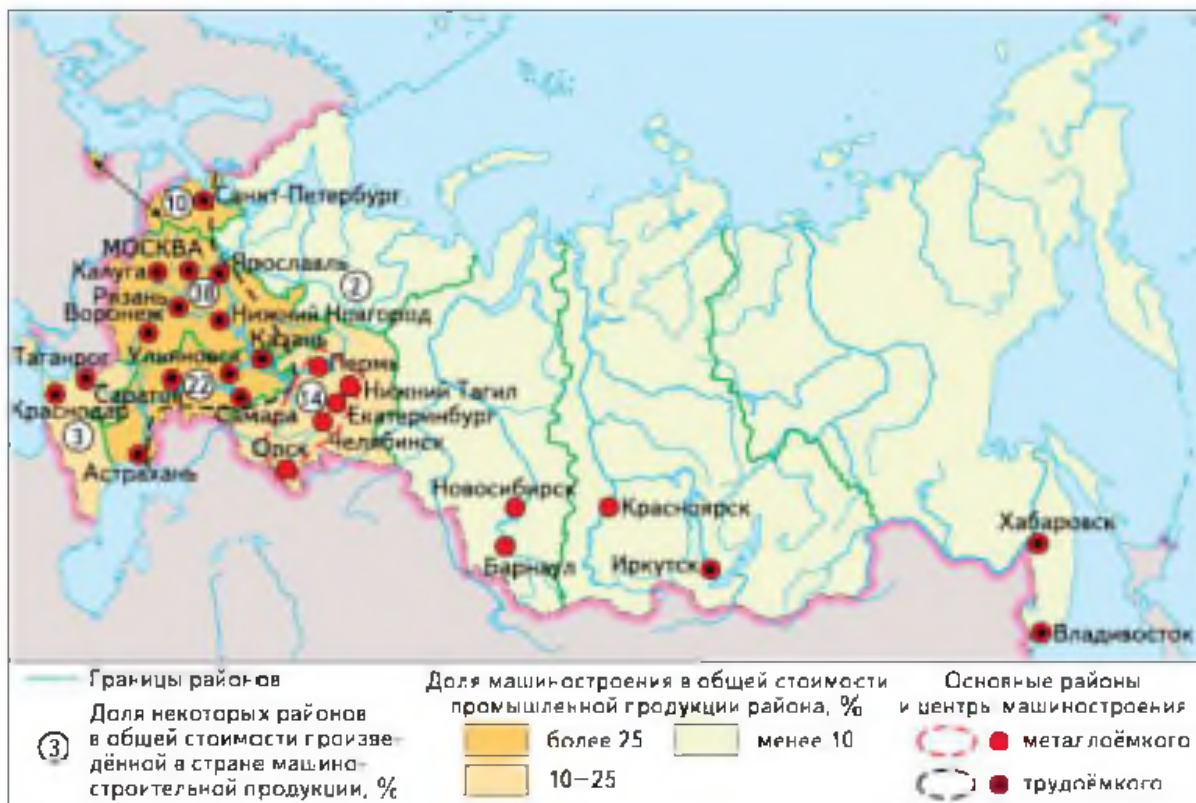 10
Санкт-Петербург
МОСКВА
Калуга
Ярославль
38
2
Рязань
Воронеж
Нижний Новгород
Казань
Таганрог
Ульяновск
Пермь
22
Саратов
14
Нижний Тагил
Краснодар
Самара
Екатеринбург
3
Челябинск
Орск
Астрахань
Новосибирск
Красноярск
Хабаровск
Барнаул
Иркутск
Владивосток
Границы районов
3
Доля некоторых районов
в общей стоимости произве-
дённой в стране машино-
строительной продукции, %
Доля машиностроения в общей стоимости
промышленной продукции района, %
более 25
менее 10
10–25
Основные районы
и центры машиностроения
металлоёмкого
трудоёмкого